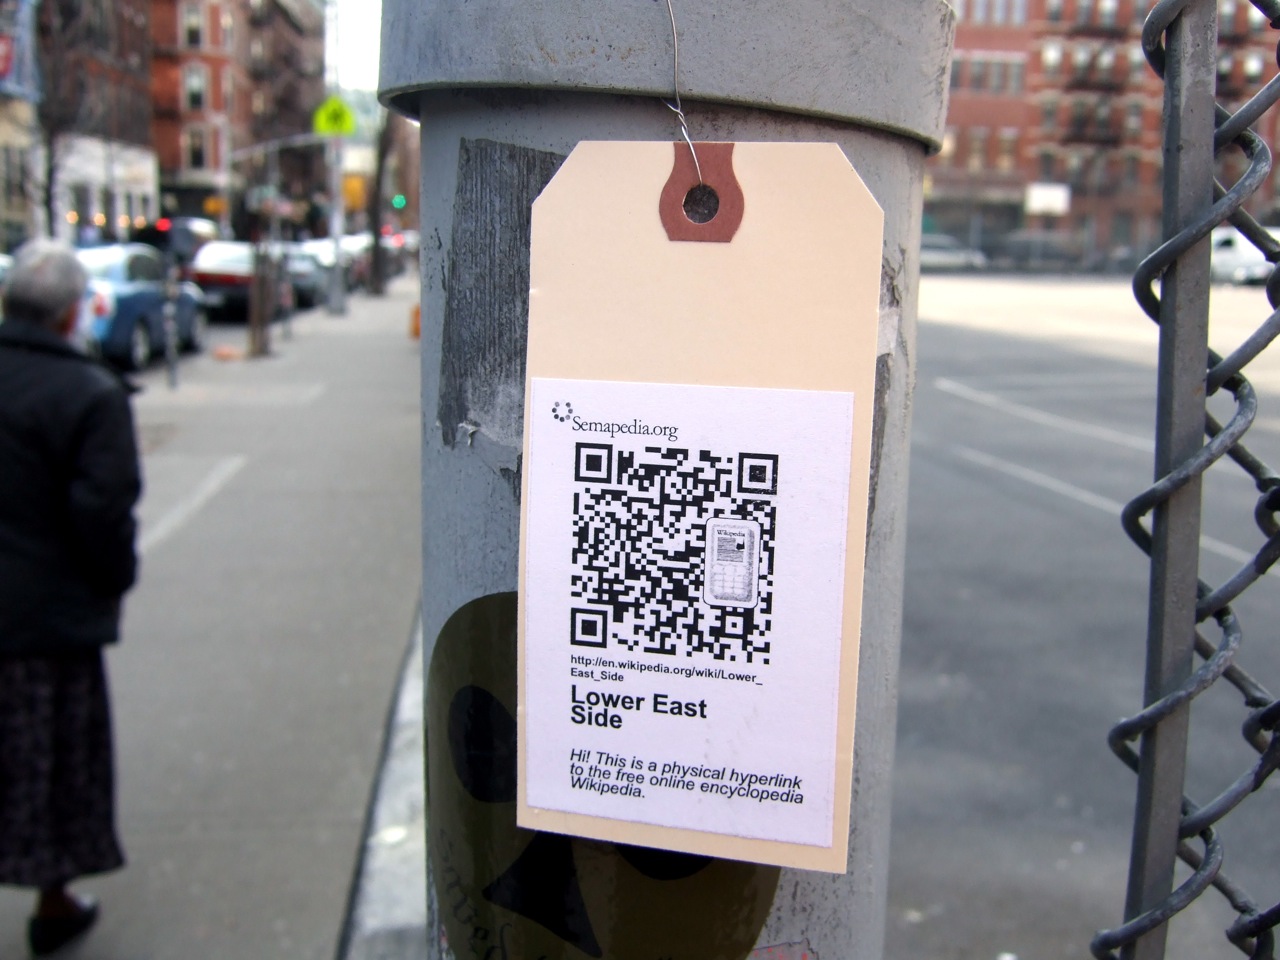 Semapedia.org
Wikipedia
http://en.wikipedia.org/wiki/Lower_
East_Side
Lower East
Side
Hi! This is a physical hyperlink
to the free online encyclopedia
Wikipedia.